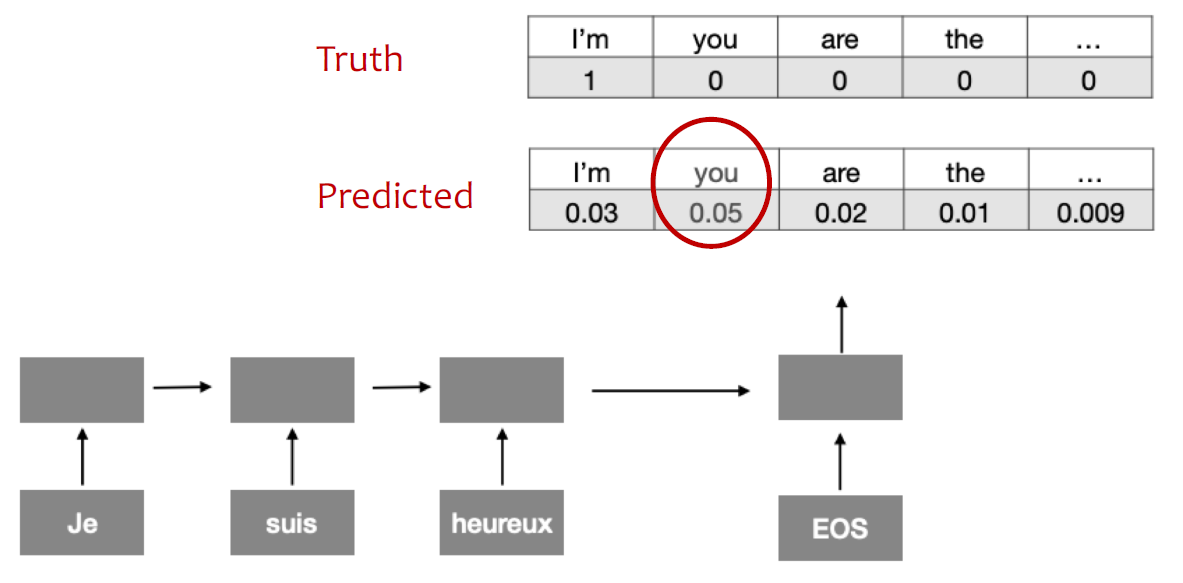 Truth
I’m you are the ...
1 0 0 0 0
Predicted
I’m you are the ...
0.03 0.05 0.02 0.01 0.009
Je suis heureux EOS